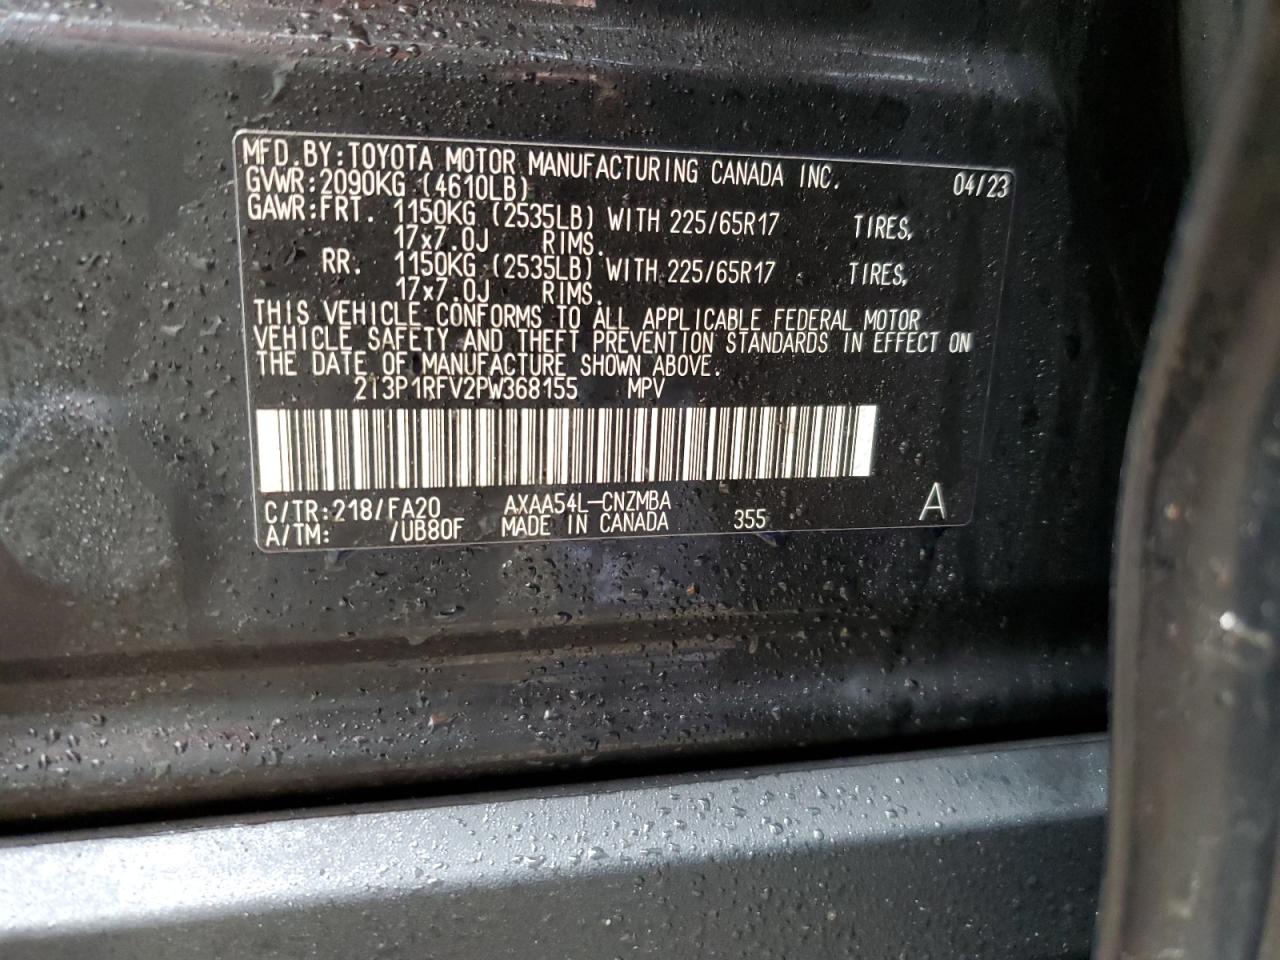 MFD.BY:TOYOTA MOTOR MANUFACTURING CANADA INC. 04/23
GVWR:2090KG (4610LB)
GAWR:FRT. 1150KG (2535LB) WITH 225/65R17 TIRES,
17x7.0J RIMS.
RR. 1150KG (2535LB) WITH 225/65R17 TIRES,
17x7.0J RIMS.
THIS VEHICLE CONFORMS TO ALL APPLICABLE FEDERAL MOTOR
VEHICLE SAFETY AND THEFT PREVENTION STANDARDS IN EFFECT ON
THE DATE OF MANUFACTURE SHOWN ABOVE.
2T3P1RFV2PW368155 MPV
C/TR:218/FA20 AXAA54L-CNZMBA
A/TM: /UB80F MADE IN CANADA 355 A